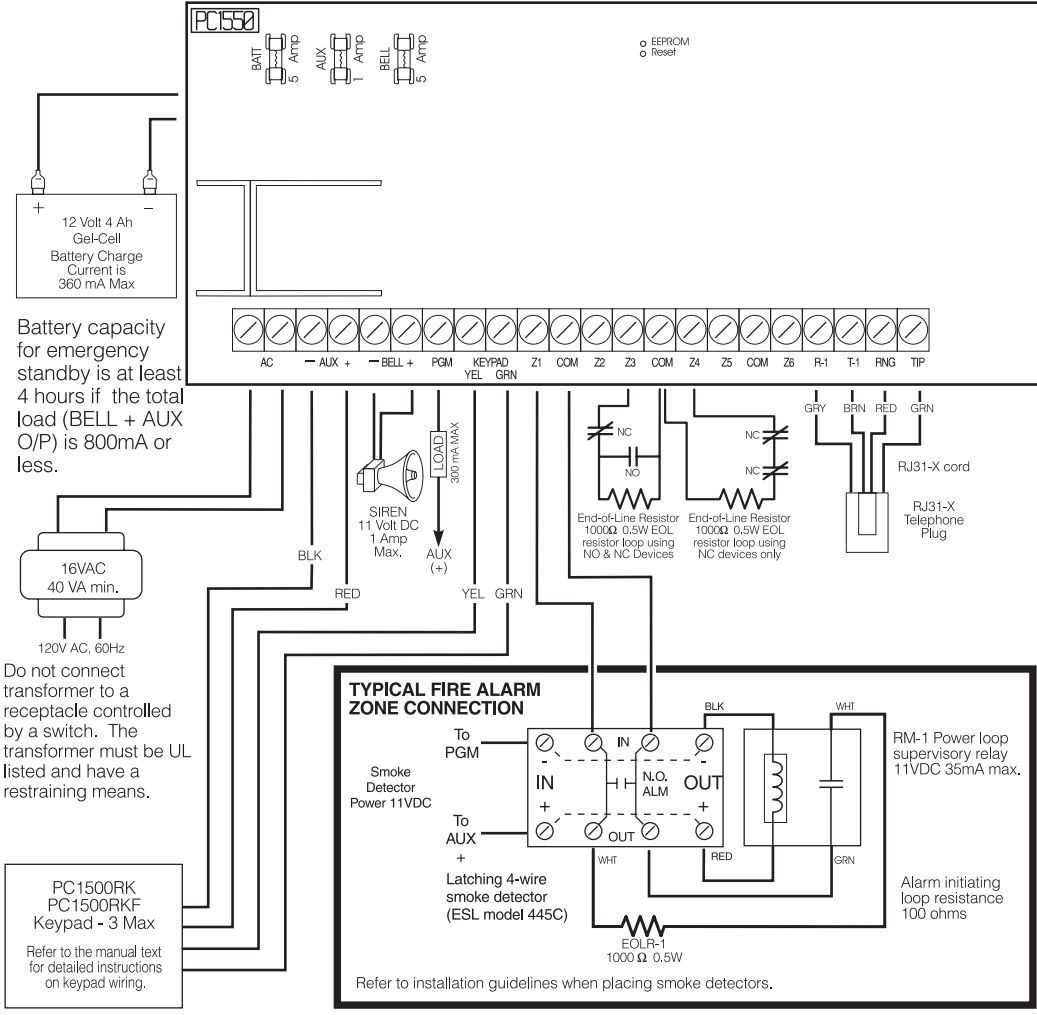 PC1550
BATT
5 Amp
AUX
1 Amp
BELL
5 Amp
EEPROM
Reset
+ −
12 Volt 4 Ah
Gel-Cell
Battery Charge
Current is
360 mA Max
Battery capacity
for emergency
standby is at least
4 hours if the total
load (BELL + AUX
O/P) is 800mA or
less.
AC − AUX + − BELL + PGM KEYPAD Z1 COM Z2 Z3 COM Z4 Z5 COM Z6 R-1 T-1 RNG TIP
YEL GRN
GRY BRN RED GRN
RJ31-X cord
RJ31-X
Telephone
Plug
LOAD
300 mA MAX
AUX
(+)
SIREN
11 Volt DC
1 Amp
Max.
NC
NO
End-of-Line Resistor
1000Ω 0.5W EOL
resistor loop using
NO & NC Devices
NC
NC
End-of-Line Resistor
1000Ω 0.5W EOL
resistor loop using
NC devices only
16VAC
40 VA min.
120V AC, 60Hz
BLK
RED
YEL GRN
Do not connect
transformer to a
receptacle controlled
by a switch. The
transformer must be UL
listed and have a
restraining means.
PC1500RK
PC1500RKF
Keypad - 3 Max
Refer to the manual text
for detailed instructions
on keypad wiring.
TYPICAL FIRE ALARM
ZONE CONNECTION
To
PGM
Smoke
Detector
Power 11VDC
To
AUX
+
Latching 4-wire
smoke detector
(ESL model 445C)
IN
- -
IN
N.O.
ALM
OUT
+ +
OUT
BLK
WHT
WHT
RED
GRN
RM-1 Power loop
supervisory relay
11VDC 35mA max.
Alarm initiating
loop resistance
100 ohms
EOLR-1
1000 Ω 0.5W
Refer to installation guidelines when placing smoke detectors.